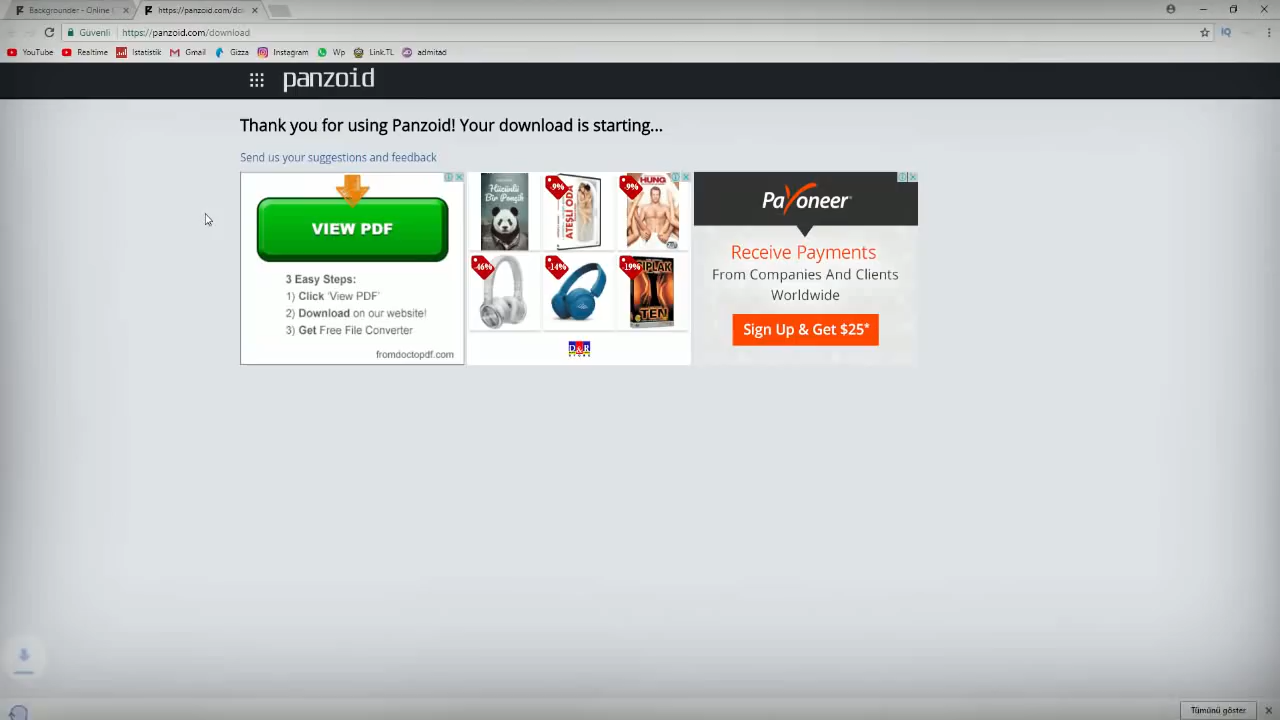 Backgrounder - Online
https://panzoid.com/do
Güvenli
https://panzoid.com/download
IQ
YouTube
Realtime
Istatistik
Gmail
Gizza
Instagram
Wp
Link.TL
admitad
panzoid
Thank you for using Panzoid! Your download is starting...
Send us your suggestions and feedback
VIEW PDF
3 Easy Steps:
1) Click 'View PDF'
2) Download on our website!
3) Get Free File Converter
fromdoctopdf.com
Hüzünlü
Bir Ponçik
-9%
ATEŞLİ ODA
-9%
HUNG
-46%
-14%
-19%
ÇIPLAK
TEN
D&R
Payoneer
Receive Payments
From Companies And Clients
Worldwide
Sign Up & Get $25*
Tümünü göster